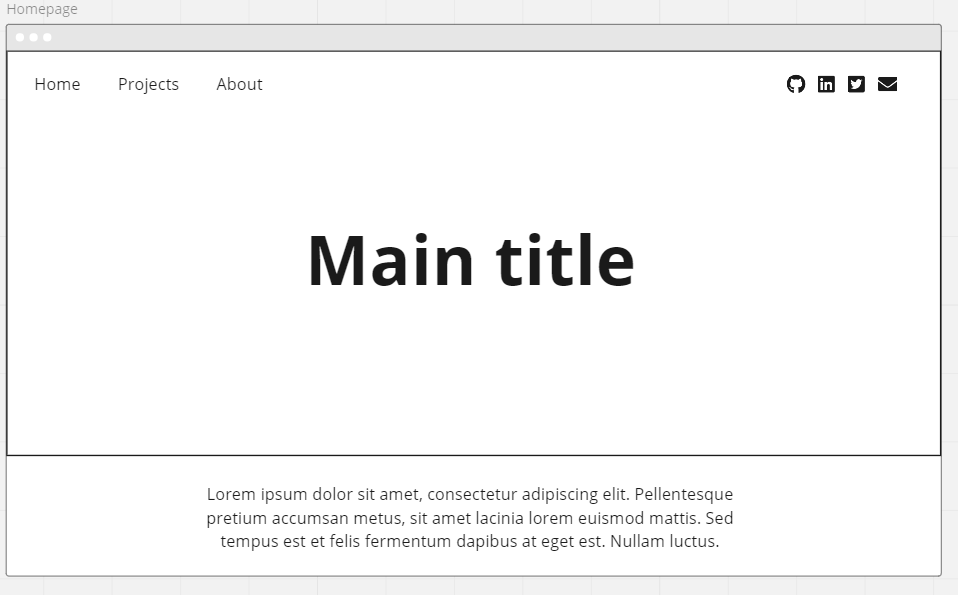 Homepage
Home Projects About
Main title
Lorem ipsum dolor sit amet, consectetur adipiscing elit. Pellentesque
pretium accumsan metus, sit amet lacinia lorem euismod mattis. Sed
tempus est et felis fermentum dapibus at eget est. Nullam luctus.